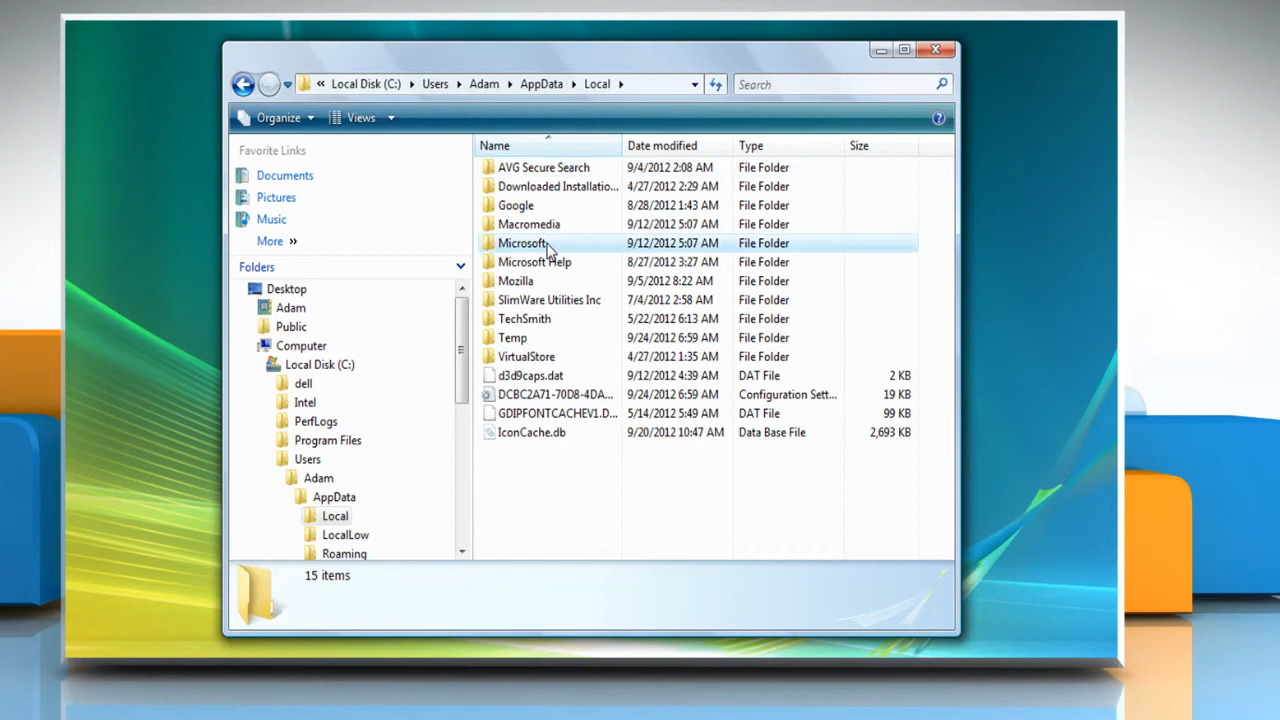 « Local Disk (C:) ▸ Users ▸ Adam ▸ AppData ▸ Local ▸ Search
Organize Views
Favorite Links
Documents
Pictures
Music
More »
Folders
Desktop
Adam
Public
Computer
Local Disk (C:)
dell
Intel
PerfLogs
Program Files
Users
Adam
AppData
Local
LocalLow
Roaming
Name Date modified Type Size
AVG Secure Search 9/4/2012 2:08 AM File Folder
Downloaded Installatio... 4/27/2012 2:29 AM File Folder
Google 8/28/2012 1:43 AM File Folder
Macromedia 9/12/2012 5:07 AM File Folder
Microsoft 9/12/2012 5:07 AM File Folder
Microsoft Help 8/27/2012 3:27 AM File Folder
Mozilla 9/5/2012 8:22 AM File Folder
SlimWare Utilities Inc 7/4/2012 2:58 AM File Folder
TechSmith 5/22/2012 6:13 AM File Folder
Temp 9/24/2012 6:59 AM File Folder
VirtualStore 4/27/2012 1:35 AM File Folder
d3d9caps.dat 9/12/2012 4:39 AM DAT File 2 KB
DCBC2A71-70D8-4DA... 9/24/2012 6:59 AM Configuration Sett... 19 KB
GDIPFONTCACHEV1.D... 5/14/2012 5:49 AM DAT File 99 KB
IconCache.db 9/20/2012 10:47 AM Data Base File 2,693 KB
15 items